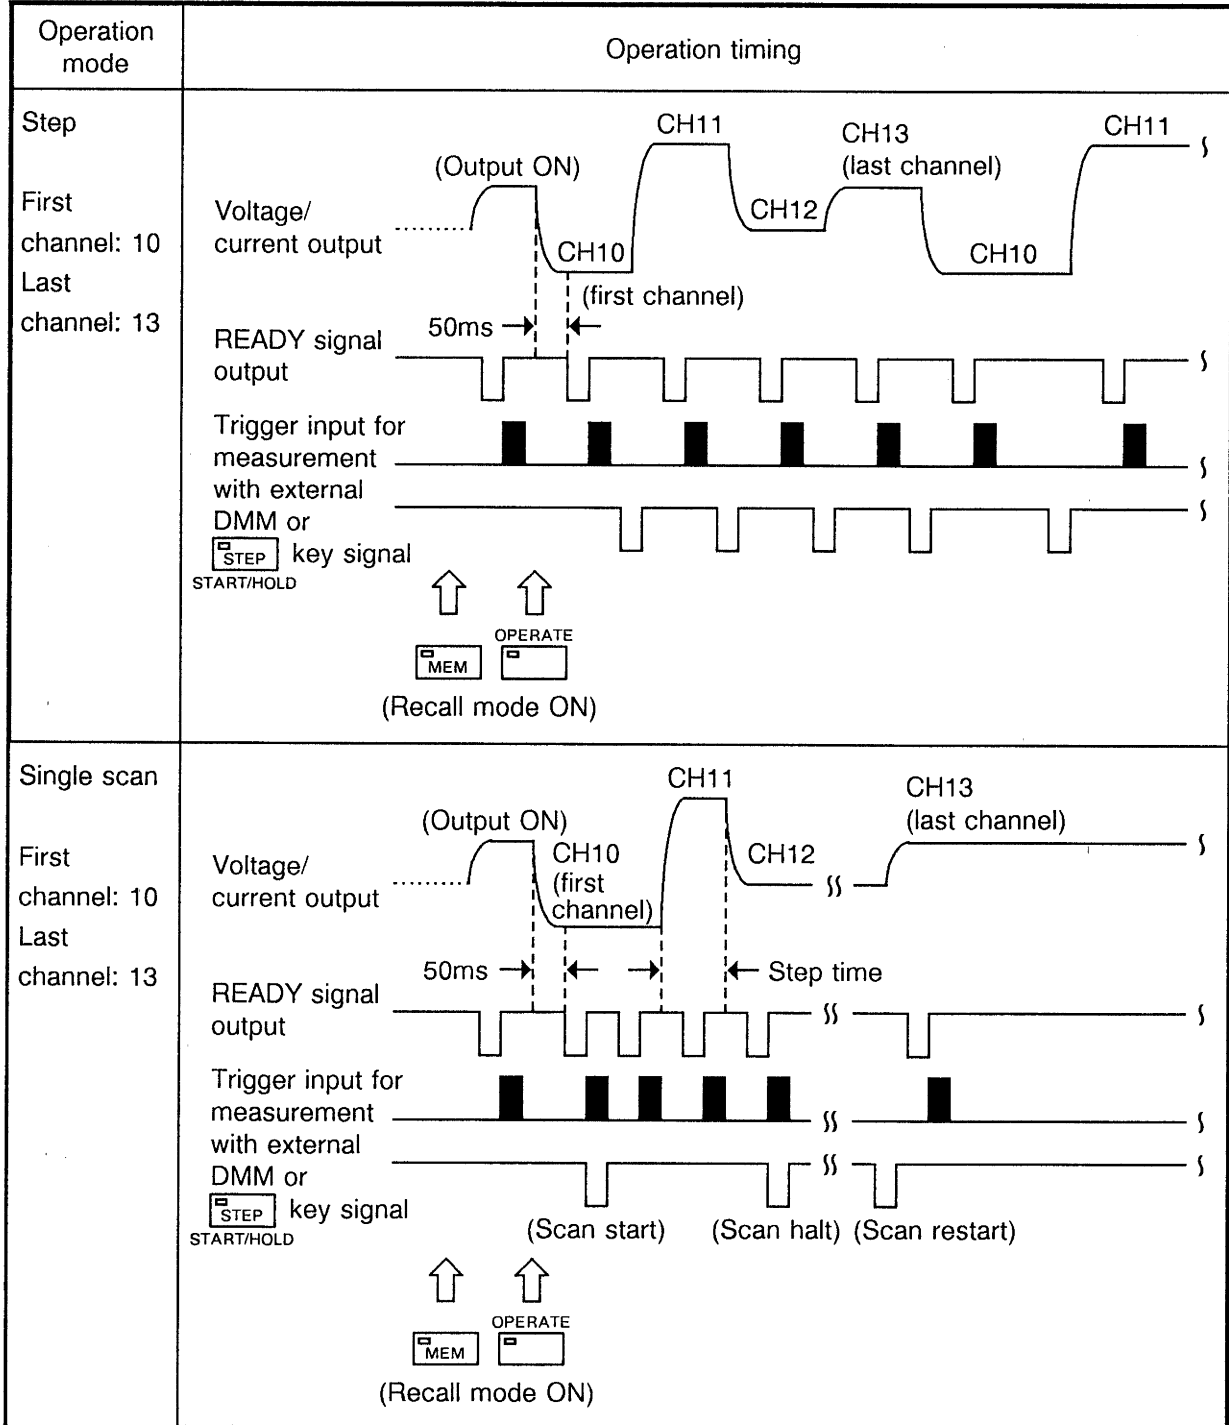 Operation
mode
Operation timing
Step
First
channel: 10
Last
channel: 13
(Output ON)
CH11
CH13
(last channel)
CH11
Voltage/
current output
CH10
CH12
CH10
(first channel)
50ms
READY signal
output
Trigger input for
measurement
with external
DMM or
STEP key signal
START/HOLD
MEM
OPERATE
(Recall mode ON)
Single scan
First
channel: 10
Last
channel: 13
CH11
CH13
(last channel)
(Output ON)
CH10
(first
channel)
CH12
Voltage/
current output
50ms
Step time
READY signal
output
Trigger input for
measurement
with external
DMM or
STEP key signal
START/HOLD
(Scan start)
(Scan halt)
(Scan restart)
MEM
OPERATE
(Recall mode ON)